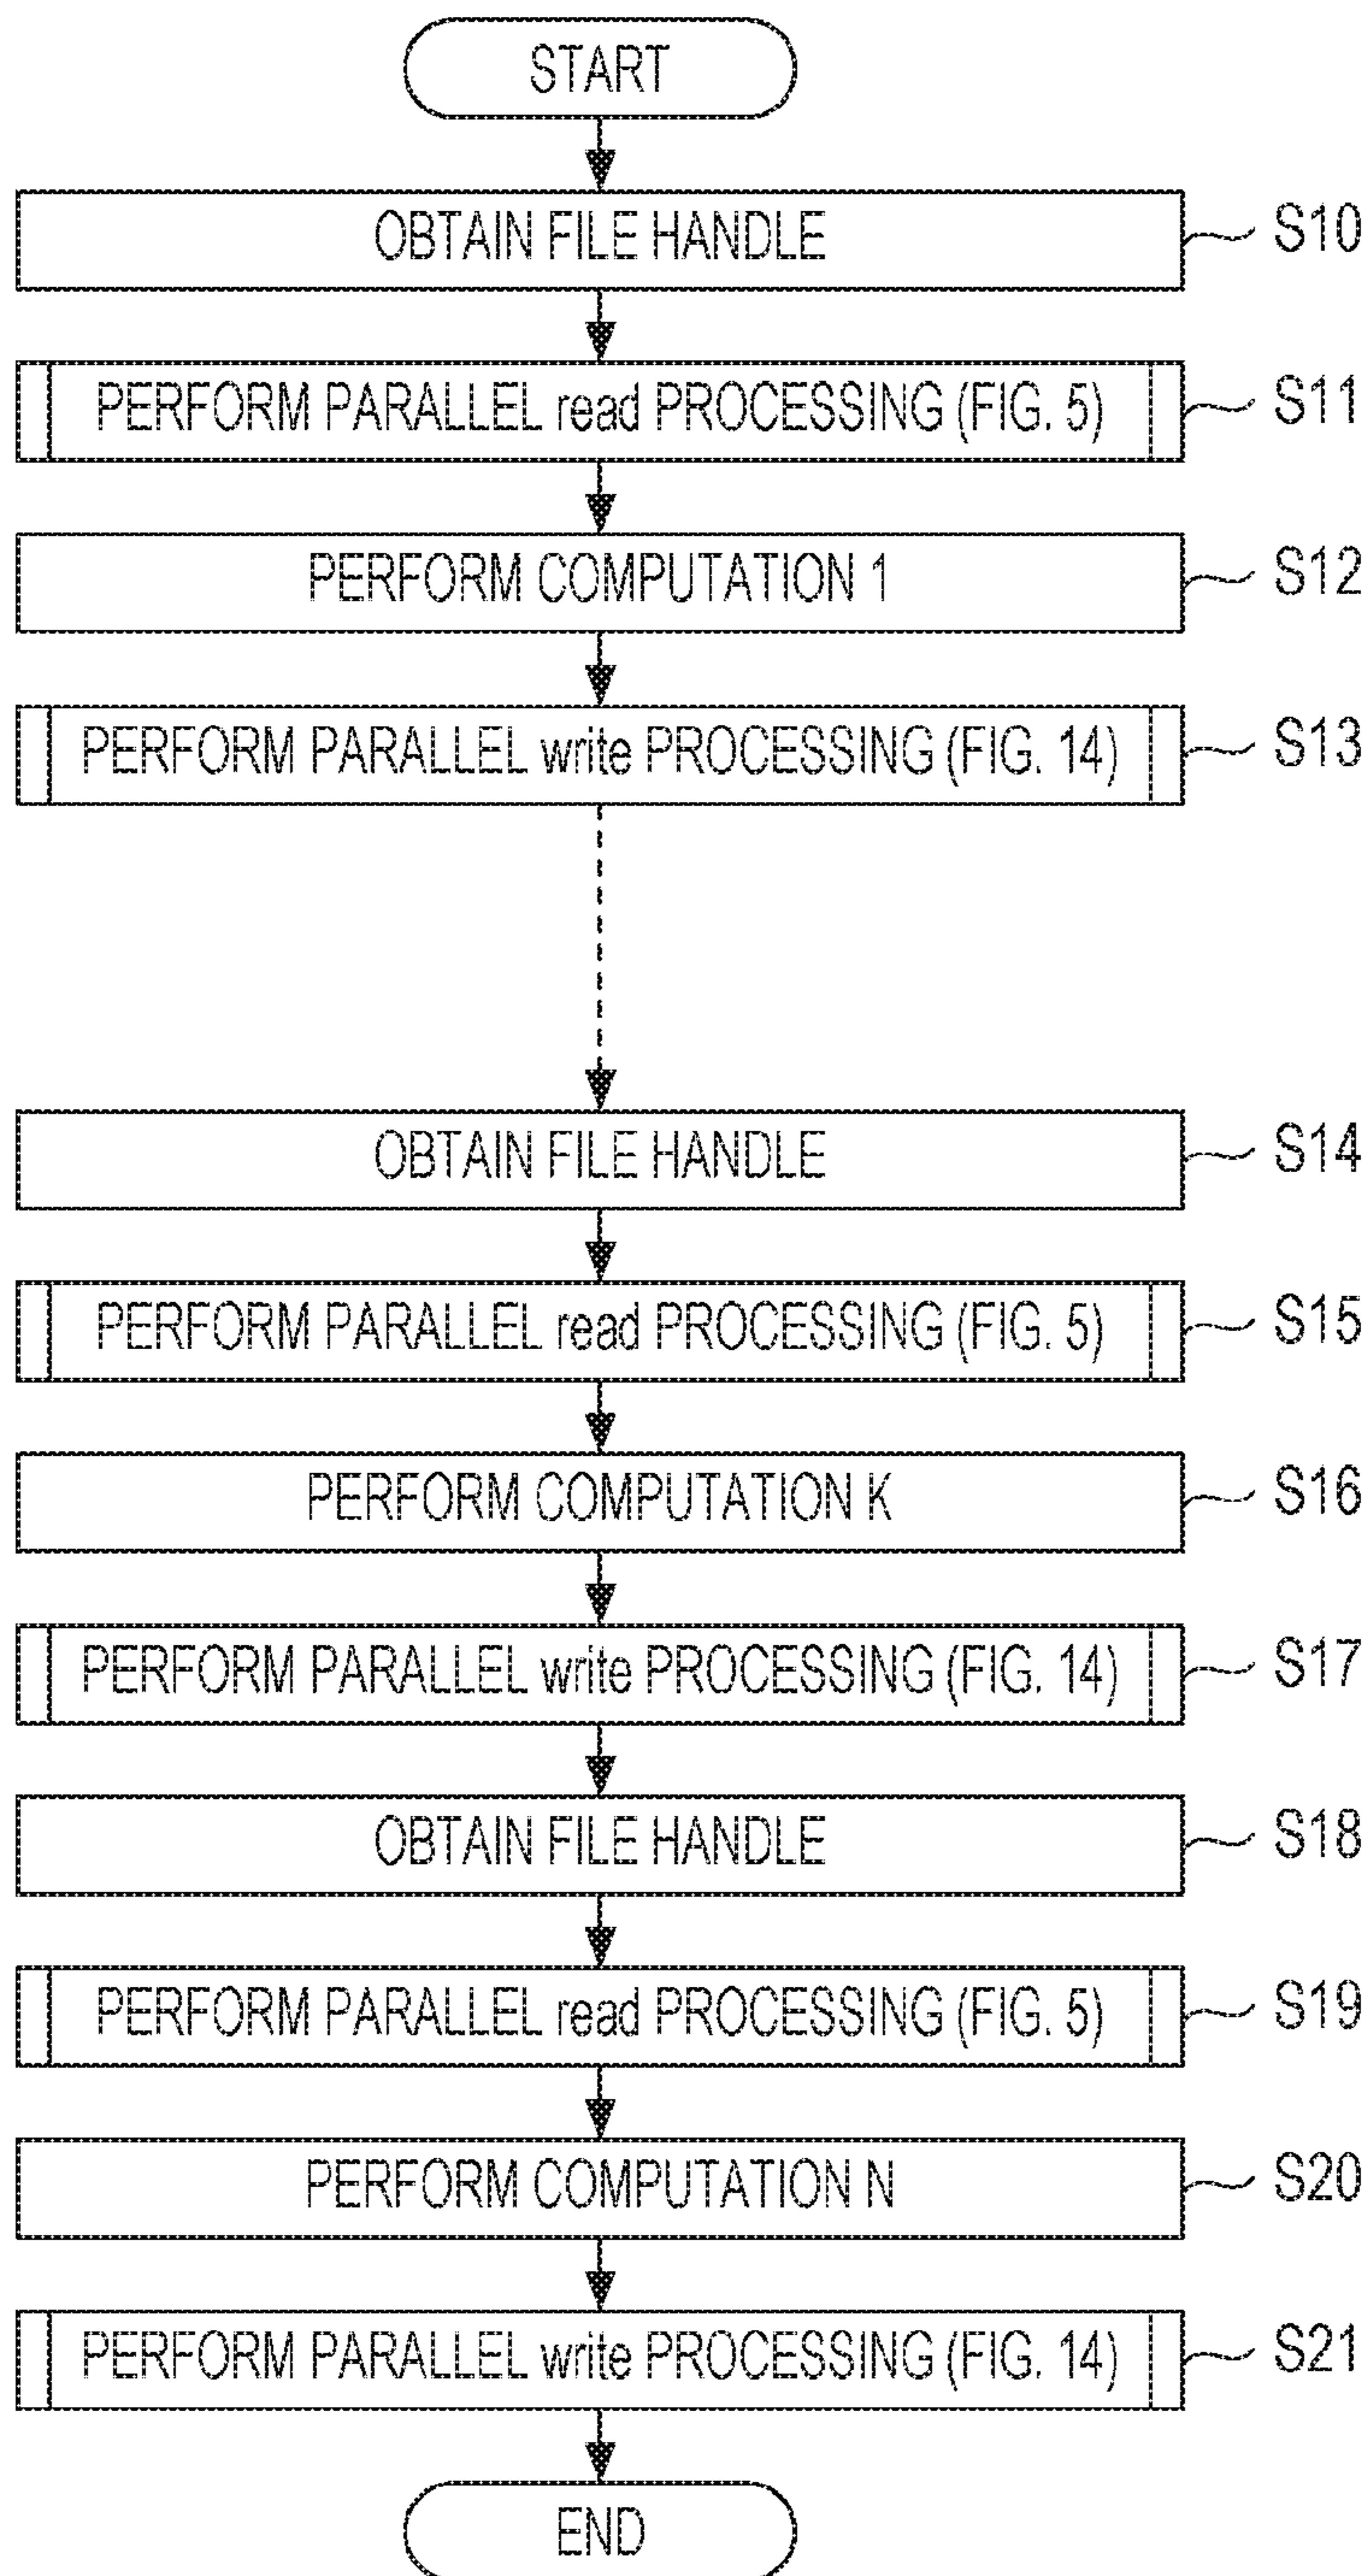 START
OBTAIN FILE HANDLE S10
PERFORM PARALLEL read PROCESSING (FIG. 5) S11
PERFORM COMPUTATION 1 S12
PERFORM PARALLEL write PROCESSING (FIG. 14) S13
OBTAIN FILE HANDLE S14
PERFORM PARALLEL read PROCESSING (FIG. 5) S15
PERFORM COMPUTATION K S16
PERFORM PARALLEL write PROCESSING (FIG. 14) S17
OBTAIN FILE HANDLE S18
PERFORM PARALLEL read PROCESSING (FIG. 5) S19
PERFORM COMPUTATION N S20
PERFORM PARALLEL write PROCESSING (FIG. 14) S21
END